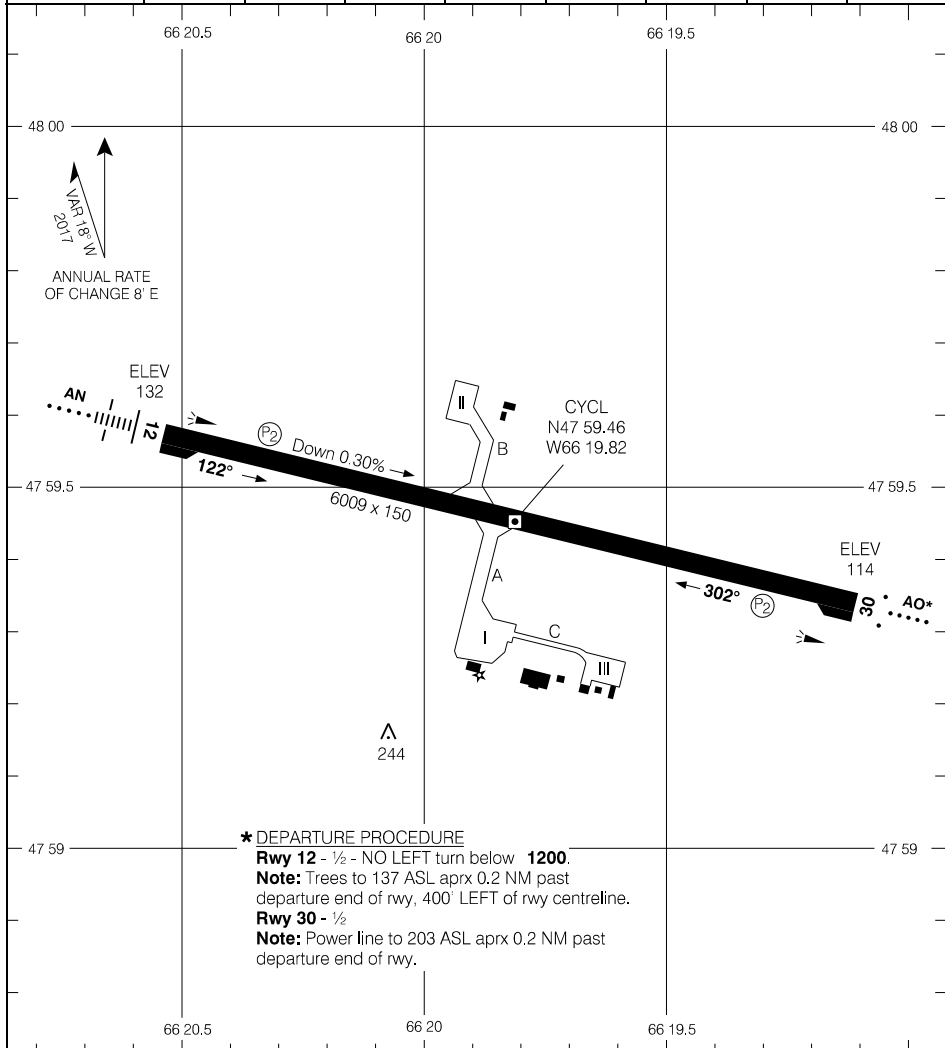 66 20.5
66 20
66 19.5
48 00
48 00
VAR 18° W
2017
ANNUAL RATE
OF CHANGE 8' E
ELEV
132
AN
12
P2
Down 0.30%
122°
6009 x 150
II
B
CYCL
N47 59.46
W66 19.82
47 59.5
47 59.5
ELEV
114
A
302°
P2
30
AO*
I
C
III
244
47 59
47 59
* DEPARTURE PROCEDURE
Rwy 12 - ½ - NO LEFT turn below 1200.
Note: Trees to 137 ASL aprx 0.2 NM past
departure end of rwy, 400' LEFT of rwy centreline.
Rwy 30 - ½
Note: Power line to 203 ASL aprx 0.2 NM past
departure end of rwy.
66 20.5
66 20
66 19.5